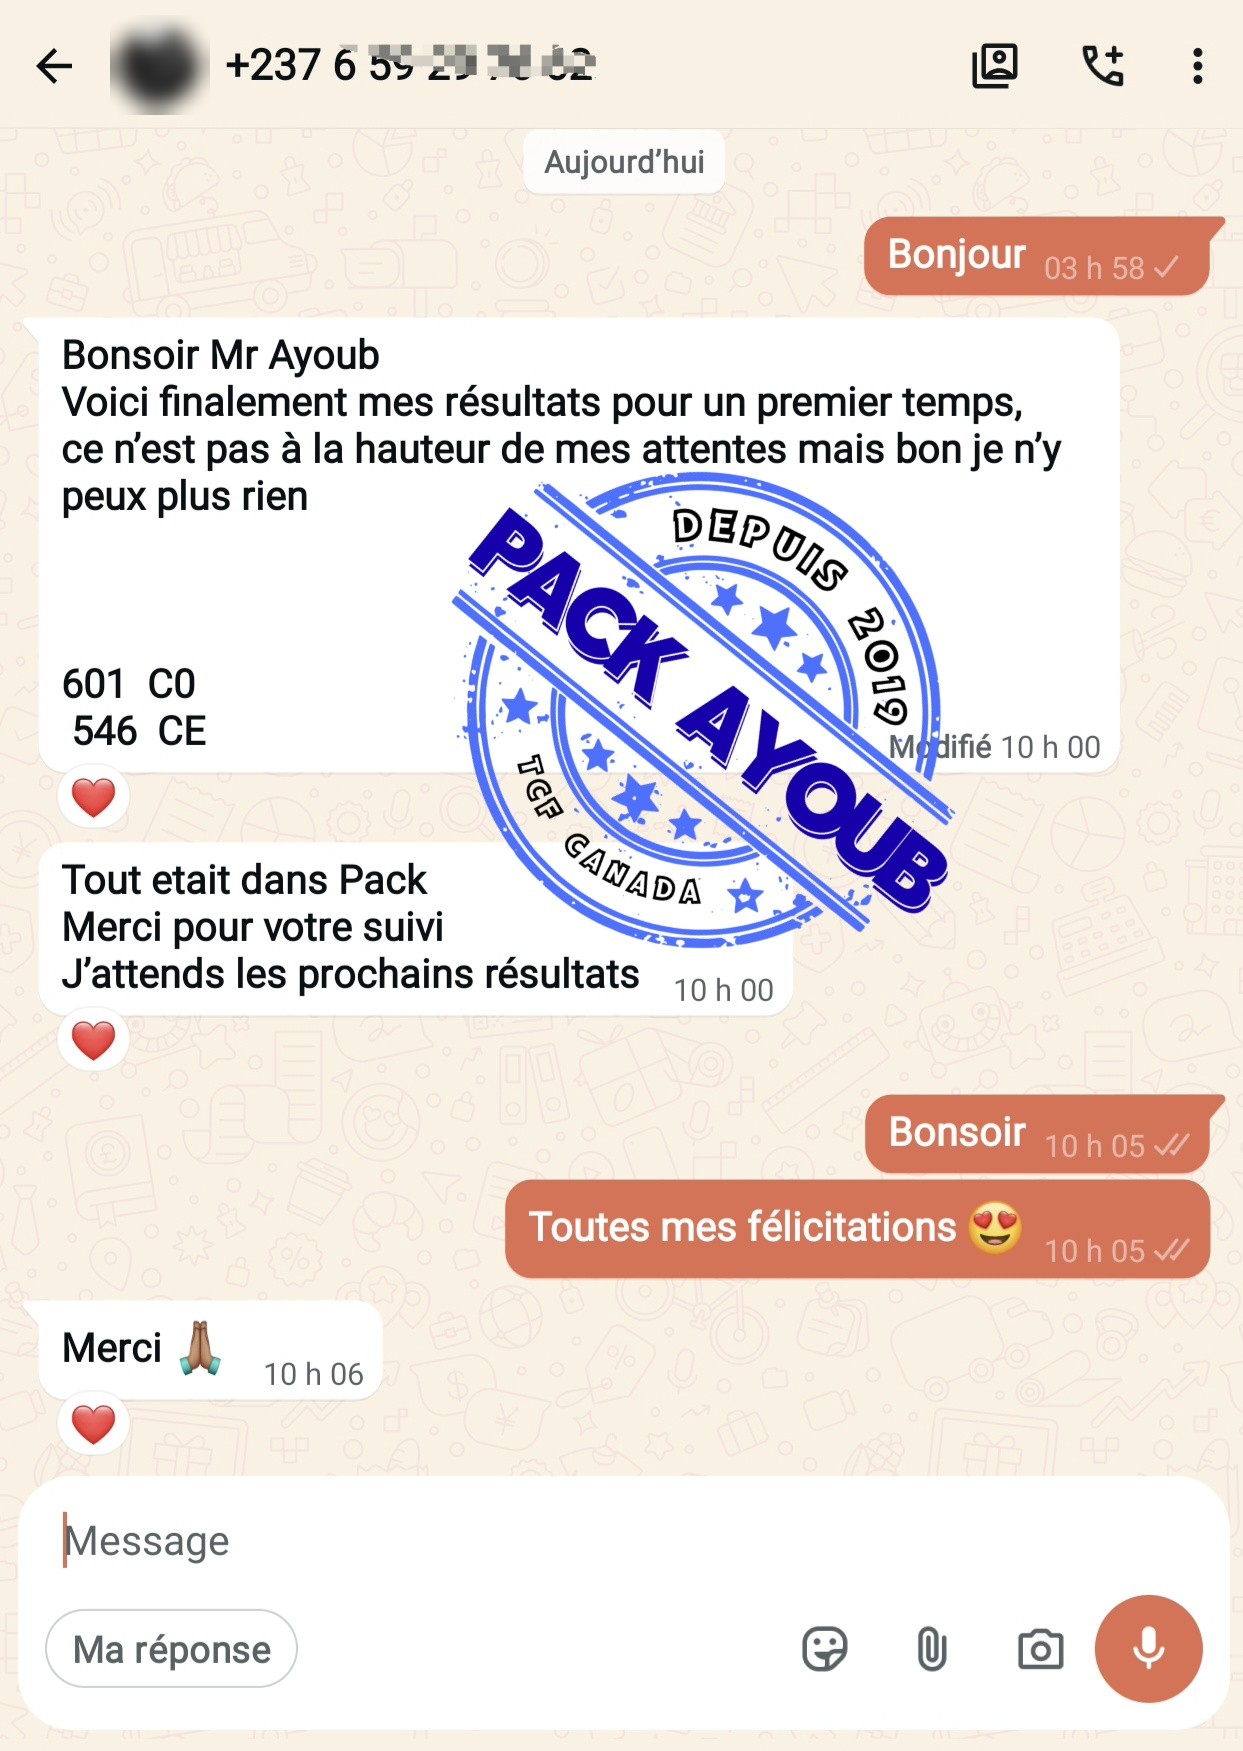 +237 6
Aujourd'hui
Bonjour 03 h 58
Bonsoir Mr Ayoub
Voici finalement mes résultats pour un premier temps,
ce n'est pas à la hauteur de mes attentes mais bon je n'y
peux plus rien
601 C0
546 CE
Modifié 10 h 00
DEPUIS 2019
PACK AYOUB
TCF CANADA
Tout etait dans Pack
Merci pour votre suivi
J'attends les prochains résultats 10 h 00
Bonsoir 10 h 05
Toutes mes félicitations 😍 10 h 05
Merci 🙏🏽 10 h 06
Message
Ma réponse